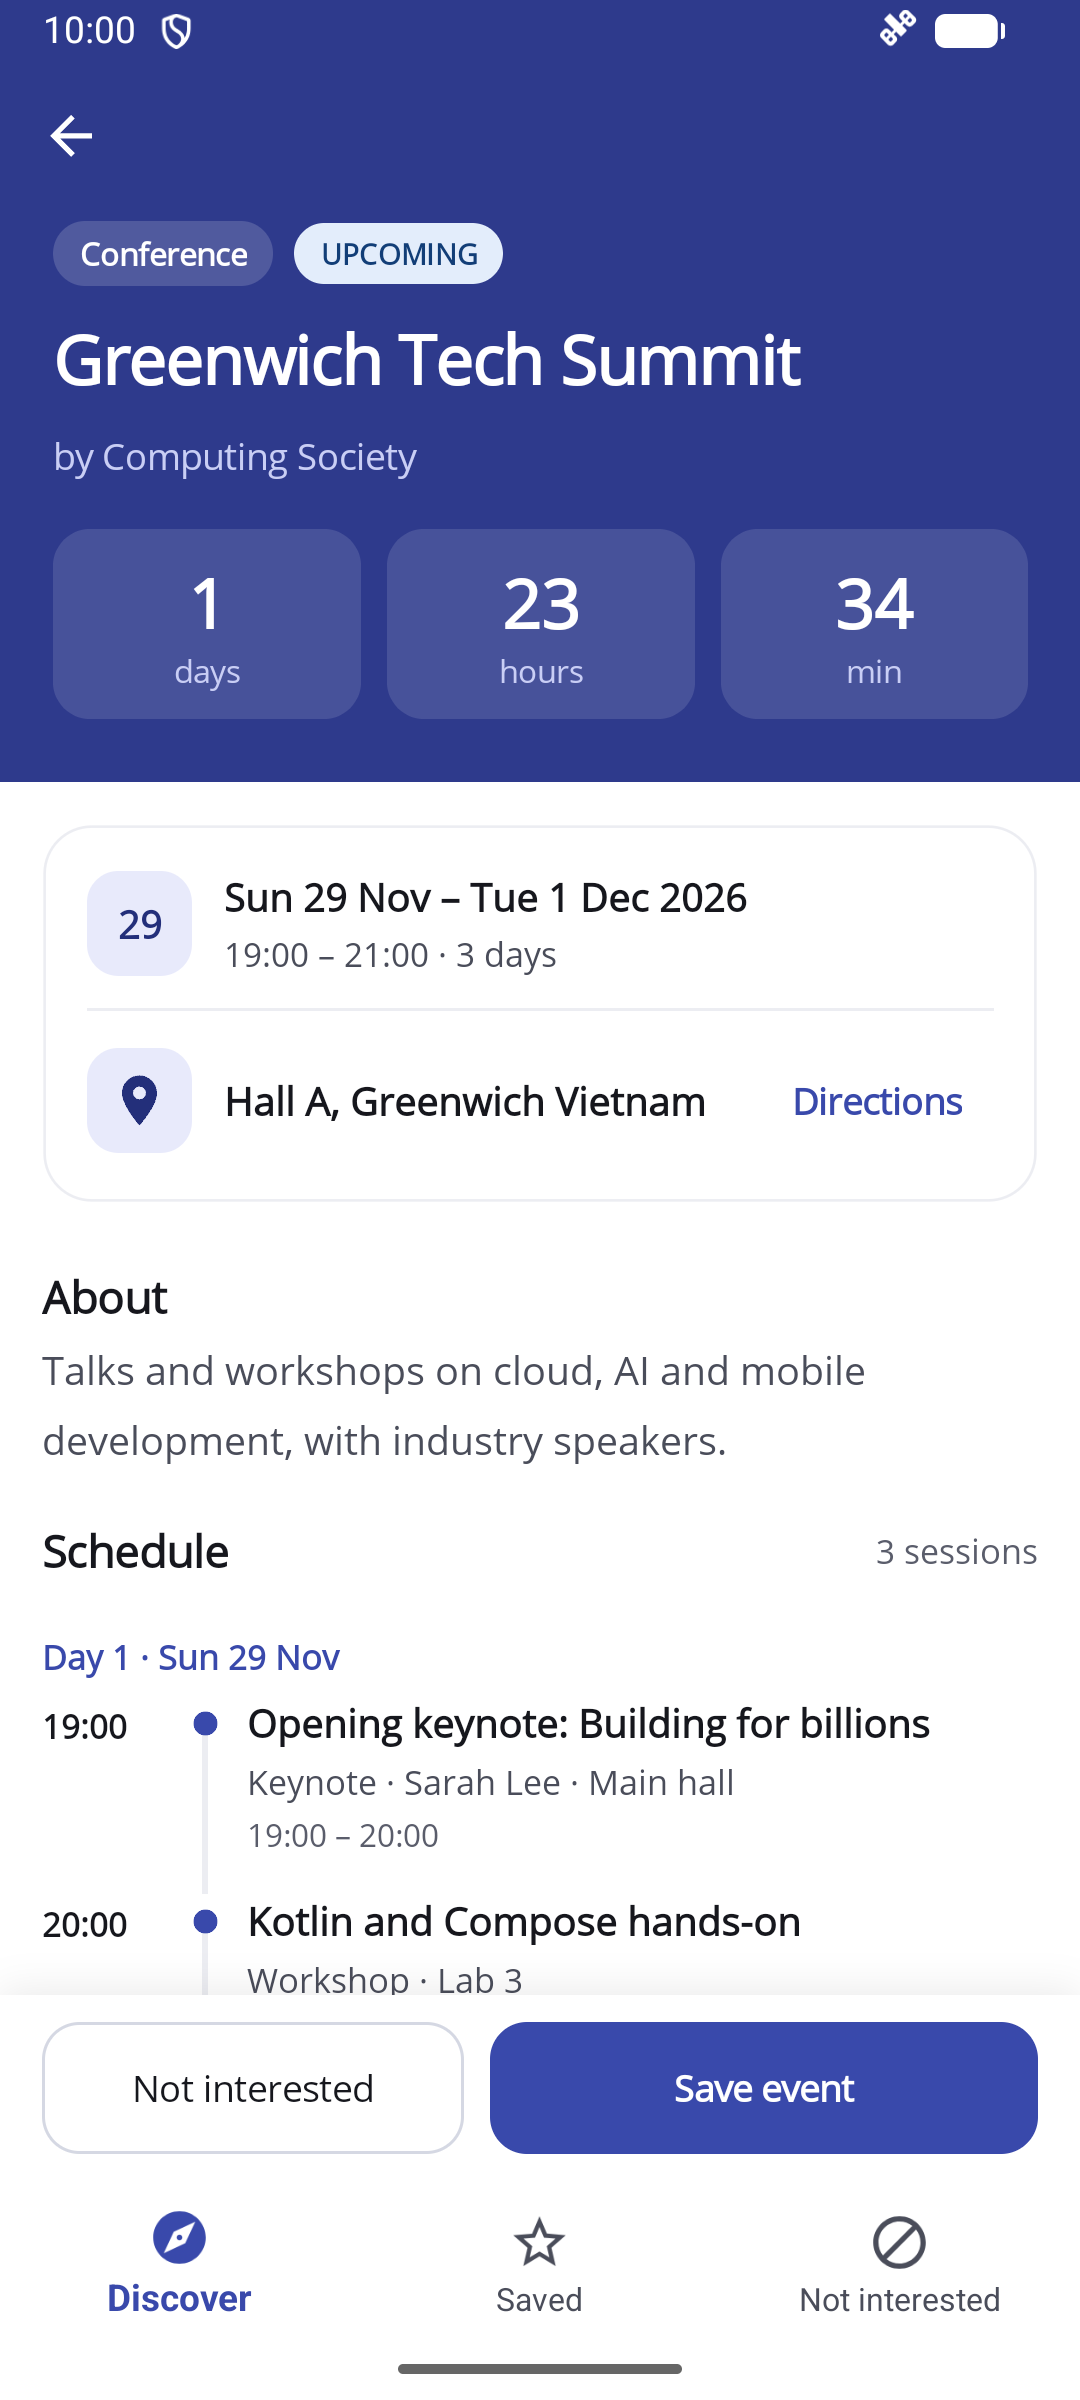 10:00
Conference
UPCOMING
Greenwich Tech Summit
by Computing Society
1
23
34
days
hours
min
29
Sun 29 Nov – Tue 1 Dec 2026
19:00 – 21:00 · 3 days
Hall A, Greenwich Vietnam
Directions
About
Talks and workshops on cloud, AI and mobile
development, with industry speakers.
Schedule
3 sessions
Day 1 · Sun 29 Nov
19:00
Opening keynote: Building for billions
Keynote · Sarah Lee · Main hall
19:00 – 20:00
20:00
Kotlin and Compose hands-on
Workshop · Lab 3
Not interested
Save event
Discover
Saved
Not interested